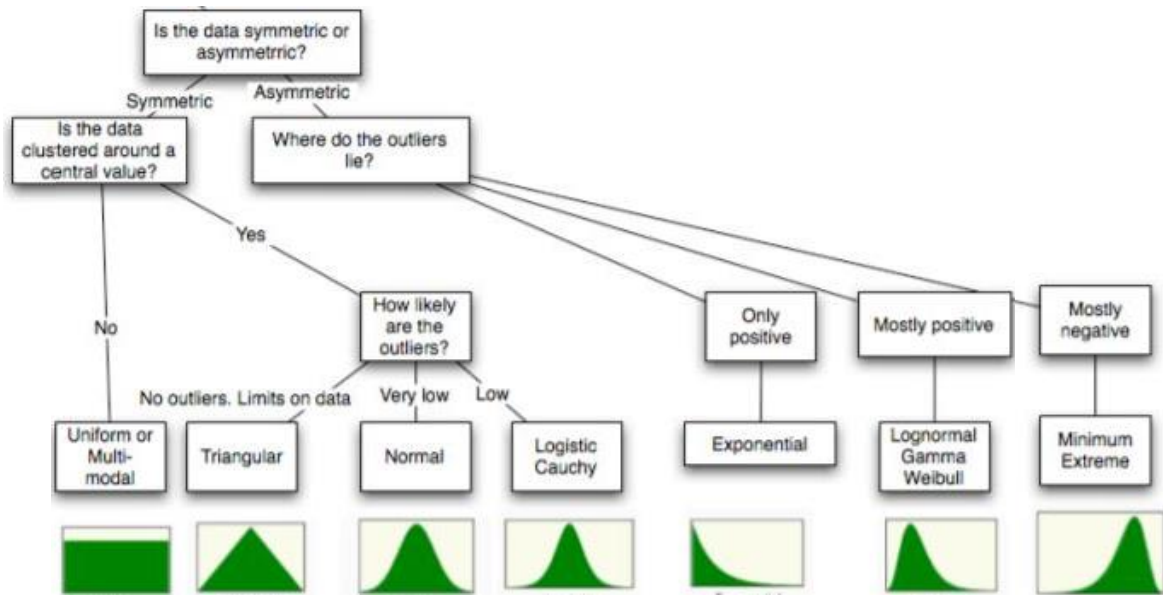 Is the data symmetric or
asymmetrric?
Symmetric
Asymmetric
Is the data
clustered around a
central value?
Where do the outliers
lie?
Yes
No
How likely
are the
outliers?
Only
positive
Mostly positive
Mostly
negative
No outliers. Limits on data
Very low
Low
Uniform or
Multi-
modal
Triangular
Normal
Logistic
Cauchy
Exponential
Lognormal
Gamma
Weibull
Minimum
Extreme